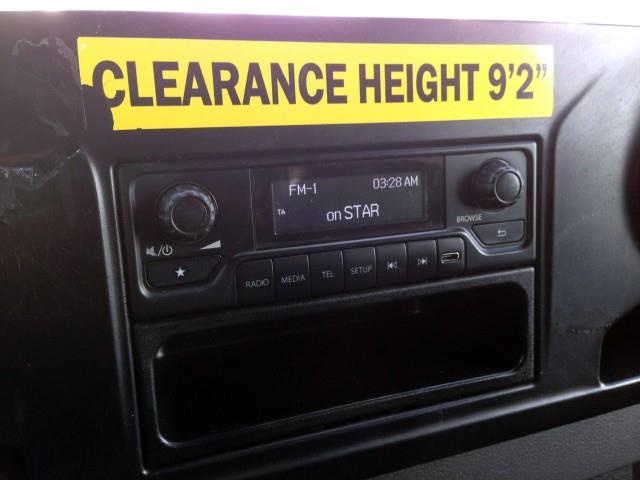 CLEARANCE HEIGHT 9'2"
FM-1 03:28 AM
TA on STAR
BROWSE
RADIO MEDIA TEL SETUP